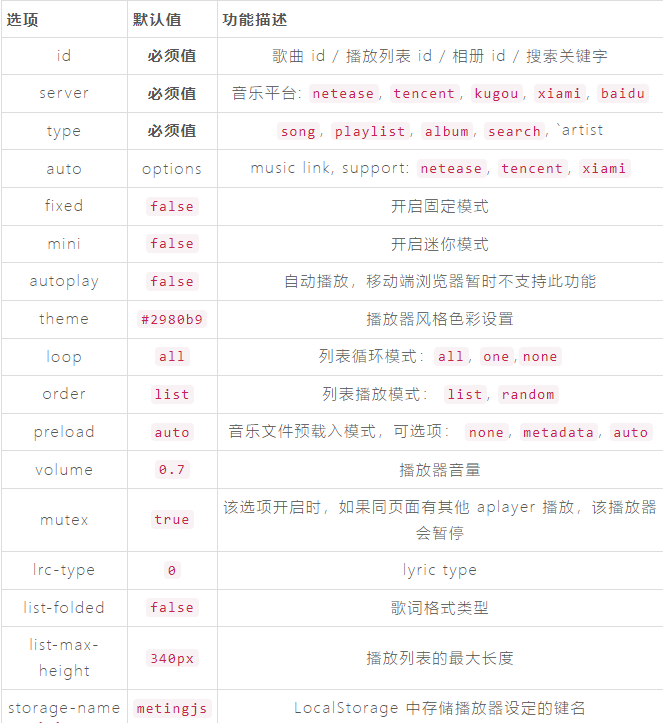 选项 默认值 功能描述
id 必须值 歌曲 id / 播放列表 id / 相册 id / 搜索关键字
server 必须值 音乐平台: netease, tencent, kugou, xiami, baidu
type 必须值 song, playlist, album, search, `artist
auto options music link, support: netease, tencent, xiami
fixed false 开启固定模式
mini false 开启迷你模式
autoplay false 自动播放，移动端浏览器暂时不支持此功能
theme #2980b9 播放器风格色彩设置
loop all 列表循环模式：all, one,none
order list 列表播放模式： list, random
preload auto 音乐文件预载入模式，可选项： none, metadata, auto
volume 0.7 播放器音量
mutex true 该选项开启时，如果同页面有其他 aplayer 播放，该播放器
会暂停
lrc-type 0 lyric type
list-folded false 歌词格式类型
list-max-
height 340px 播放列表的最大长度
storage-name metingjs LocalStorage 中存储播放器设定的键名